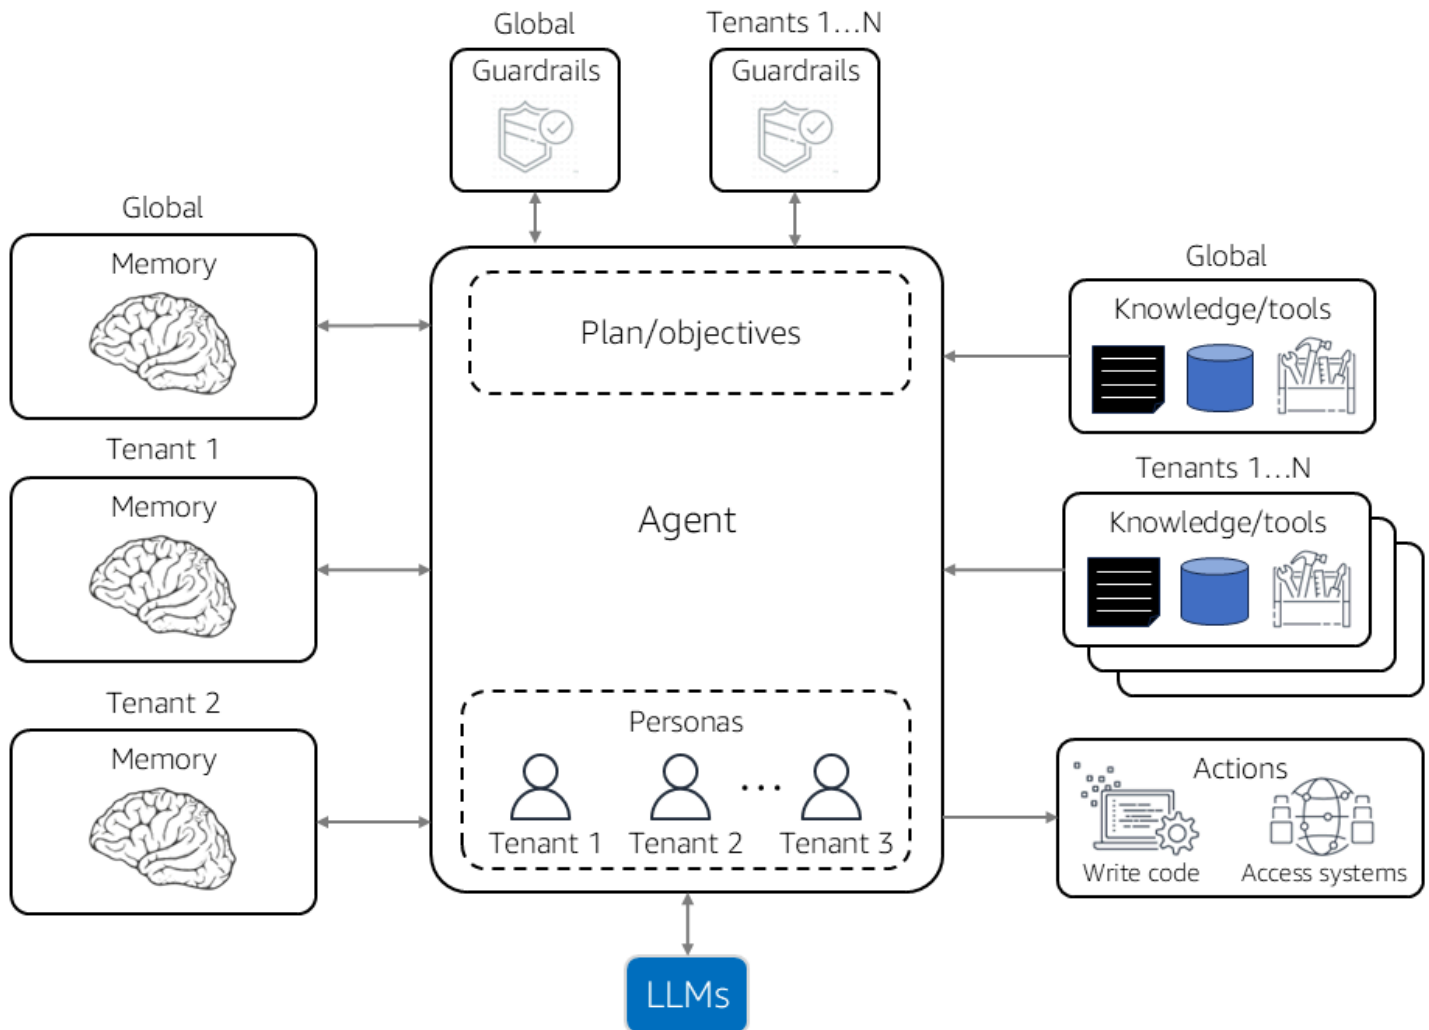 Global
Tenants 1...N
Guardrails
Guardrails
Global
Memory
Tenant 1
Memory
Tenant 2
Memory
Plan/objectives
Agent
Personas
Tenant 1
Tenant 2
...
Tenant 3
LLMs
Global
Knowledge/tools
Tenants 1...N
Knowledge/tools
Actions
Write code
Access systems